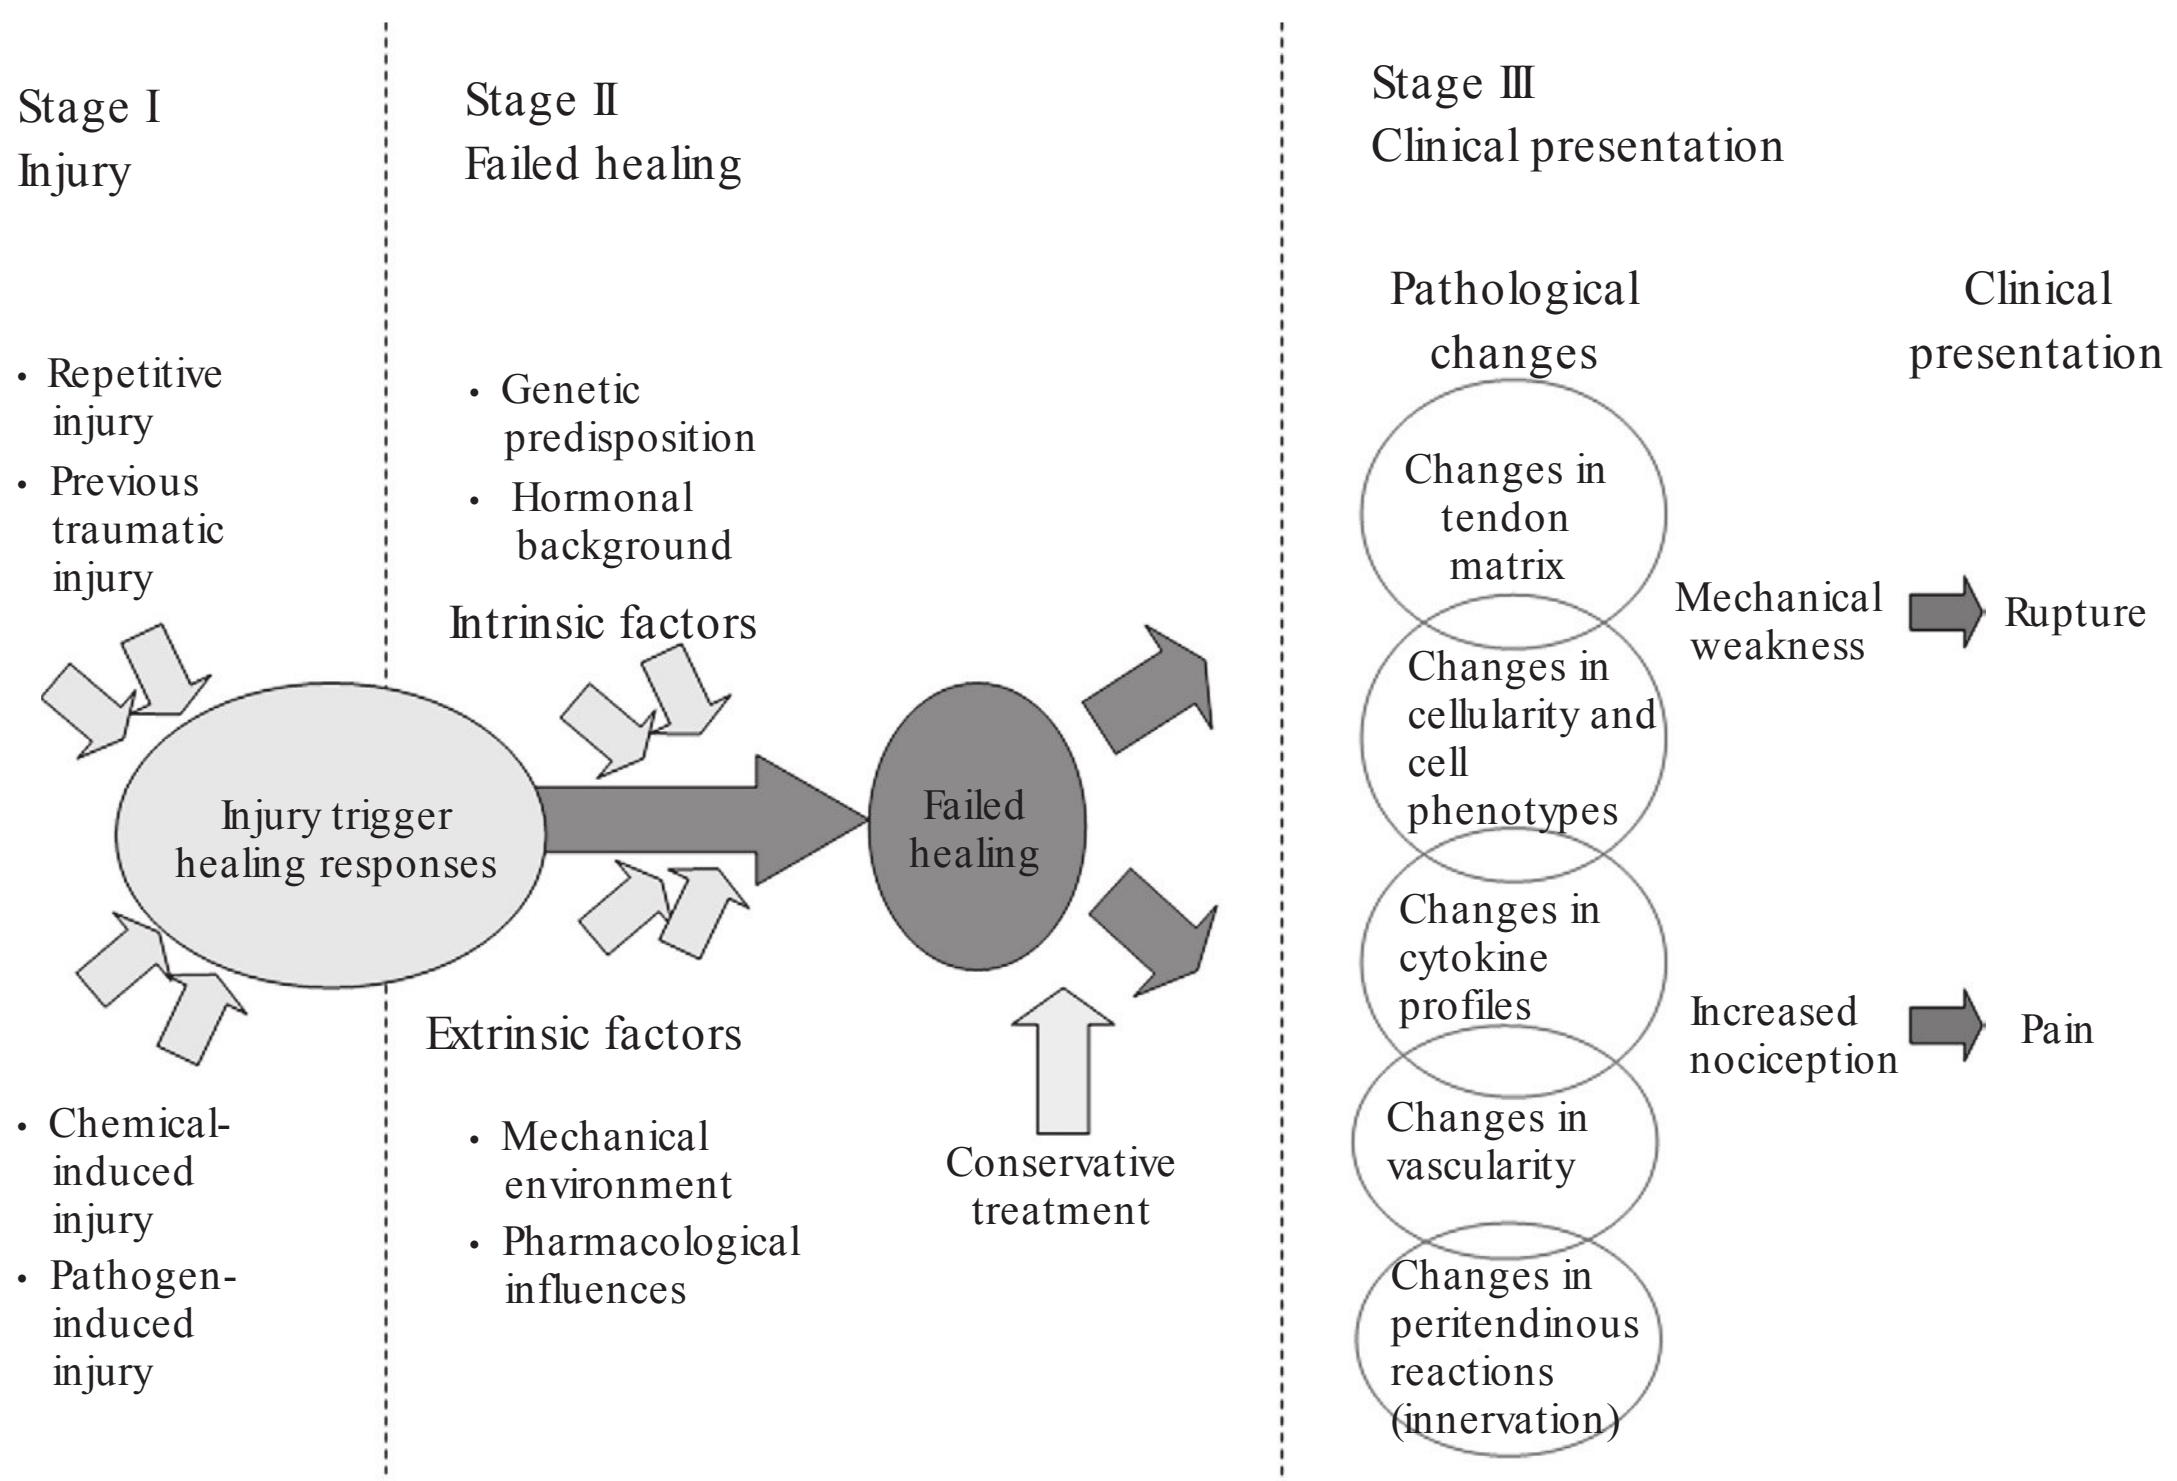 Stage Ⅰ
Injury
• Repetitive
injury
• Previous
traumatic
injury
Injury trigger
healing responses
• Chemical-
induced
injury
• Pathogen-
induced
injury
Stage Ⅱ
Failed healing
• Genetic
predisposition
• Hormonal
background
Intrinsic factors
Extrinsic factors
• Mechanical
environment
• Pharmacological
influences
Failed
healing
Conservative
treatment
Stage Ⅲ
Clinical presentation
Pathological
changes
Changes in
tendon
matrix
Changes in
cellularity and
cell
phenotypes
Changes in
cytokine
profiles
Changes in
vascularity
Changes in
peritendinous
reactions
(innervation)
Mechanical
weakness
Increased
nociception
Clinical
presentation
Rupture
Pain